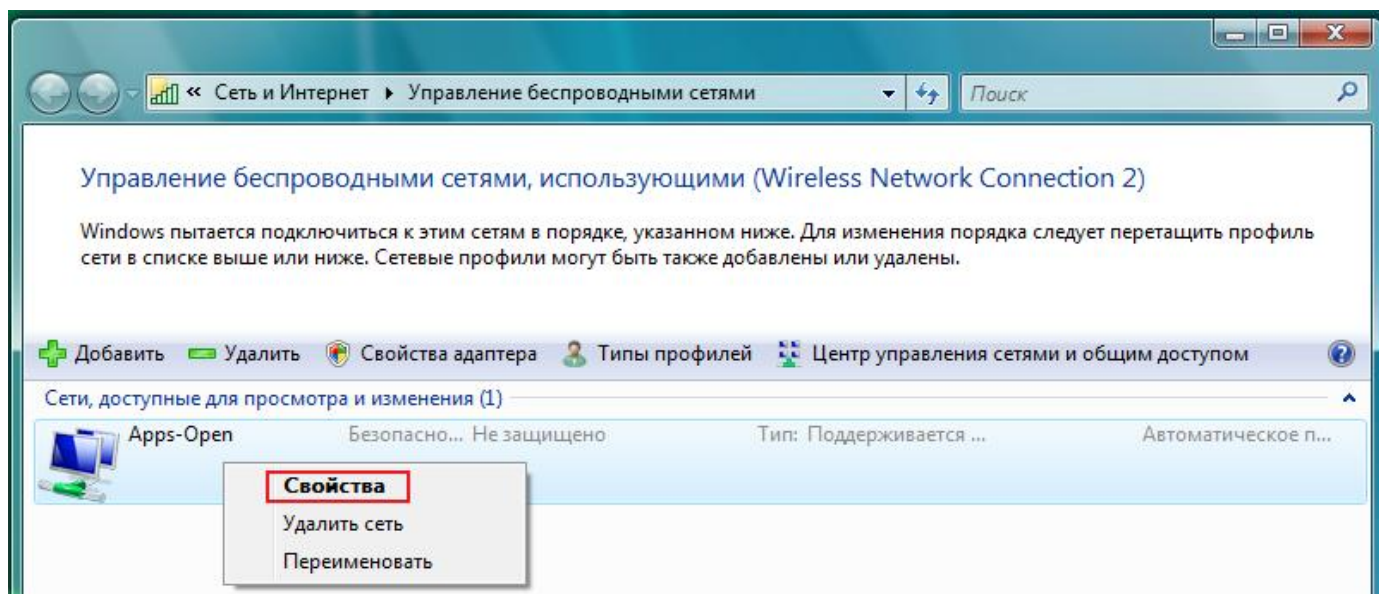 « Сеть и Интернет ▸ Управление беспроводными сетями
Поиск
Управление беспроводными сетями, использующими (Wireless Network Connection 2)
Windows пытается подключиться к этим сетям в порядке, указанном ниже. Для изменения порядка следует перетащить профиль
сети в списке выше или ниже. Сетевые профили могут быть также добавлены или удалены.
Добавить Удалить Свойства адаптера Типы профилей Центр управления сетями и общим доступом
Сети, доступные для просмотра и изменения (1)
Apps-Open Безопасно... Не защищено Тип: Поддерживается ... Автоматическое п...
Свойства
Удалить сеть
Переименовать